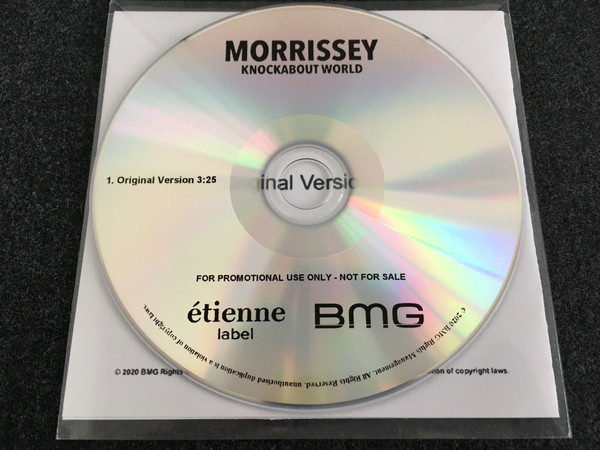 MORRISSEY
KNOCKABOUT WORLD
1. Original Version 3:25
ginal Versio
FOR PROMOTIONAL USE ONLY - NOT FOR SALE
étienne
label
BMG
© 2020 BMG Rights Management. All Rights Reserved. unauthorised duplication is a violation of copyright laws.
© 2020 BMG Rights
on of copyright laws.